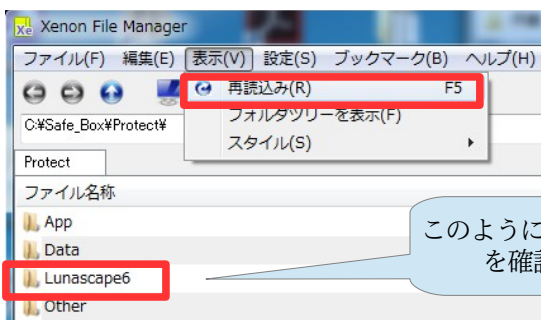 Xe Xenon File Manager
ファイル(F) 編集(E) 表示(V) 設定(S) ブックマーク(B) ヘルプ(H)
再読込み(R) F5
フォルダツリーを表示(F)
スタイル(S)
C:¥Safe_Box¥Protect¥
Protect
ファイル名称
App
Data
Lunascape6
Other
このように
を確認